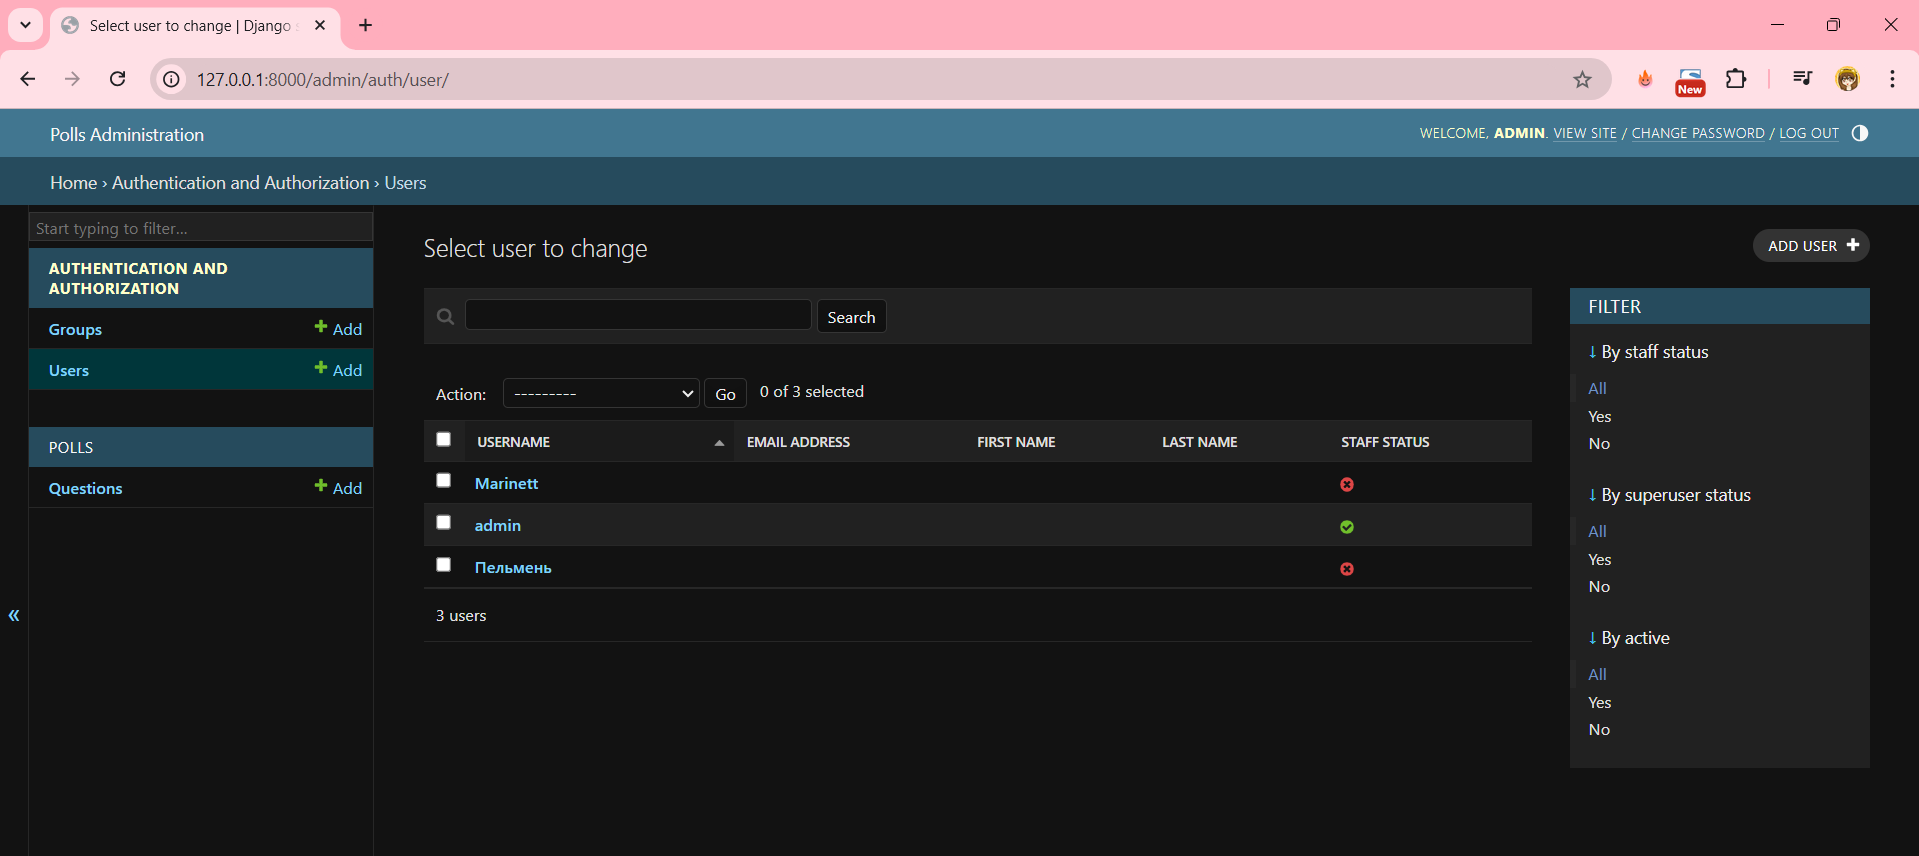 Select user to change | Django s
127.0.0.1:8000/admin/auth/user/
New
Polls Administration
WELCOME, ADMIN. VIEW SITE / CHANGE PASSWORD / LOG OUT
Home › Authentication and Authorization › Users
Start typing to filter...
AUTHENTICATION AND
AUTHORIZATION
Groups
Add
Users
Add
POLLS
Questions
Add
«
Select user to change
ADD USER
Search
Action:
---------
Go
0 of 3 selected
USERNAME
EMAIL ADDRESS
FIRST NAME
LAST NAME
STAFF STATUS
Marinett
admin
Пельмень
3 users
FILTER
↓ By staff status
All
Yes
No
↓ By superuser status
All
Yes
No
↓ By active
All
Yes
No